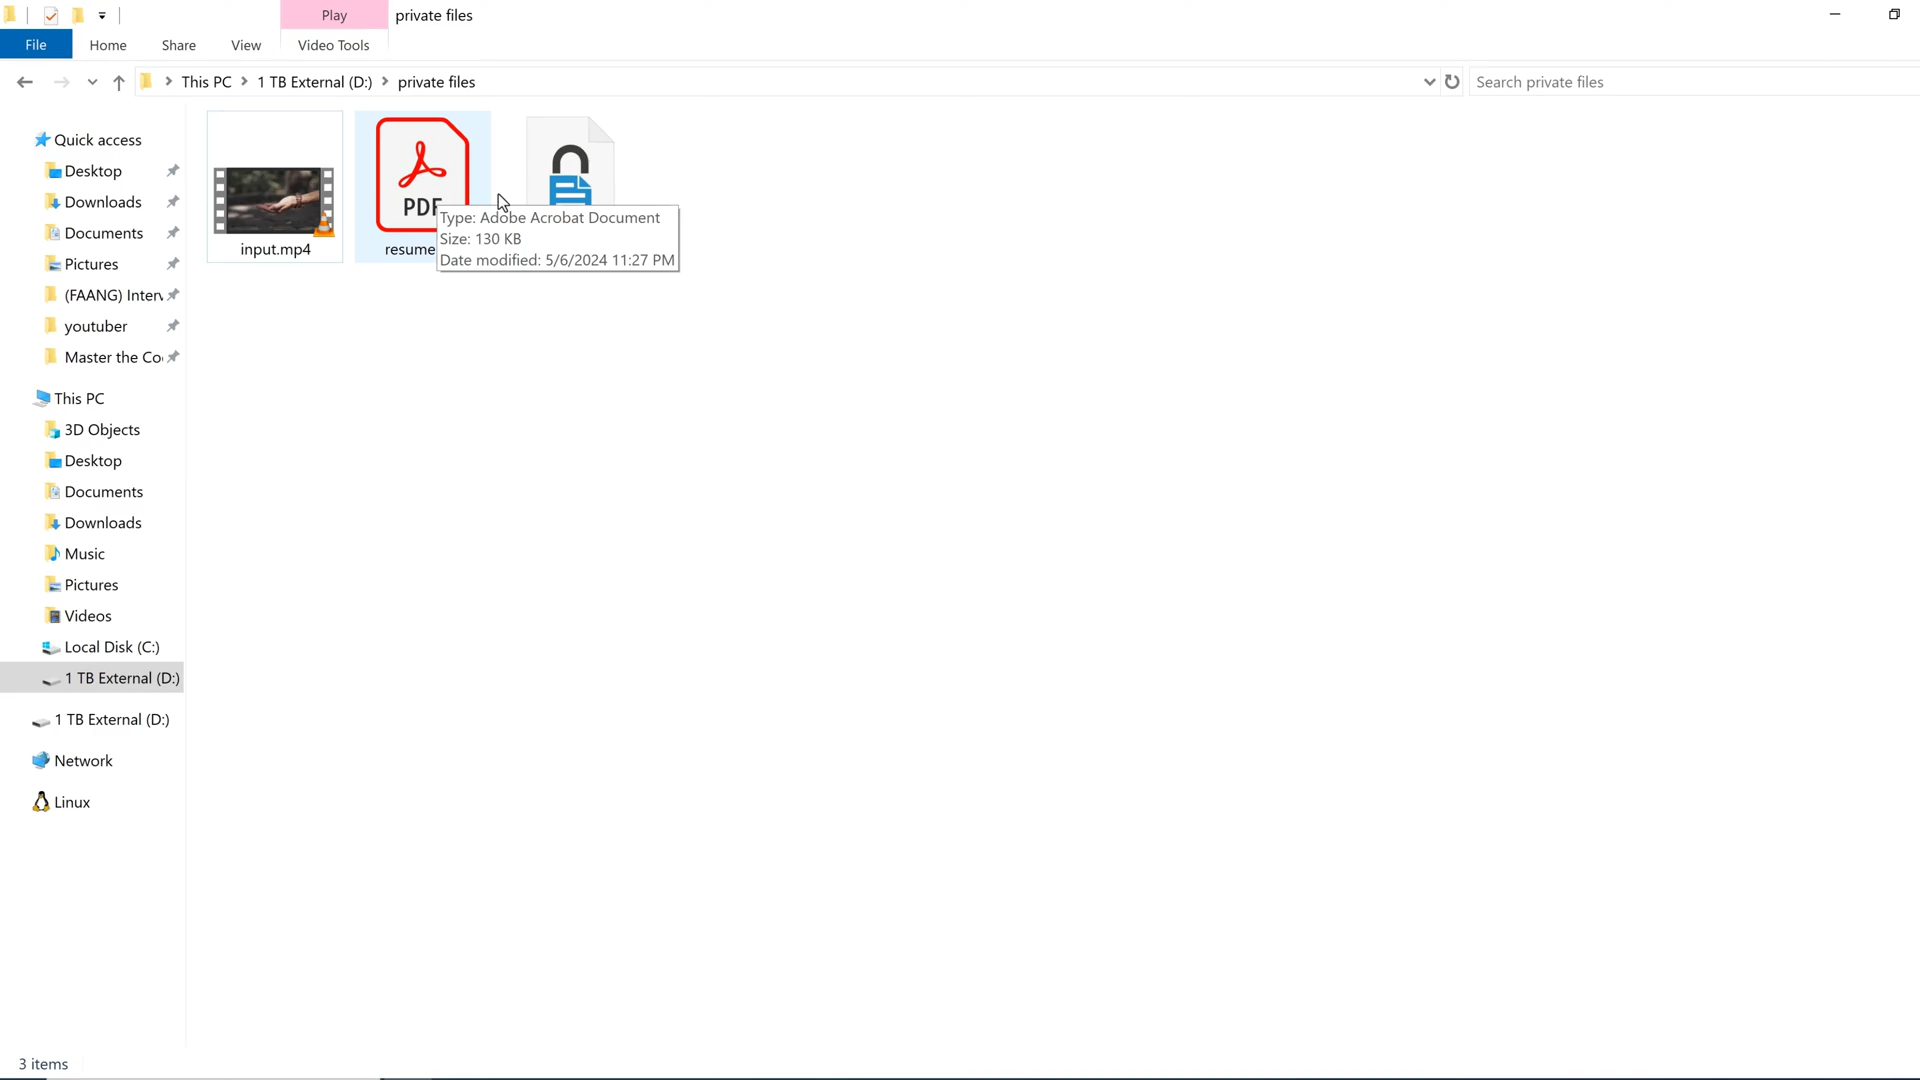 Play
private files
File
Home
Share
View
Video Tools
This PC
1 TB External (D:)
private files
Search private files
Quick access
Desktop
Downloads
Documents
Pictures
(FAANG) Interv
youtuber
Master the Co
This PC
3D Objects
Desktop
Documents
Downloads
Music
Pictures
Videos
Local Disk (C:)
1 TB External (D:)
1 TB External (D:)
Network
Linux
input.mp4
PDF
resume
Type: Adobe Acrobat Document
Size: 130 KB
Date modified: 5/6/2024 11:27 PM
3 items